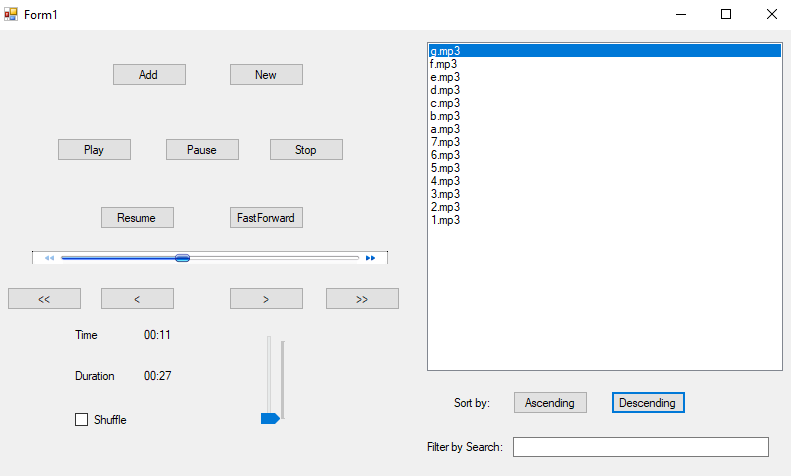 Form1
Add New
Play Pause Stop
Resume FastForward
<< < > >>
Time 00:11
Duration 00:27
Shuffle
g.mp3
f.mp3
e.mp3
d.mp3
c.mp3
b.mp3
a.mp3
7.mp3
6.mp3
5.mp3
4.mp3
3.mp3
2.mp3
1.mp3
Sort by: Ascending Descending
Filter by Search: